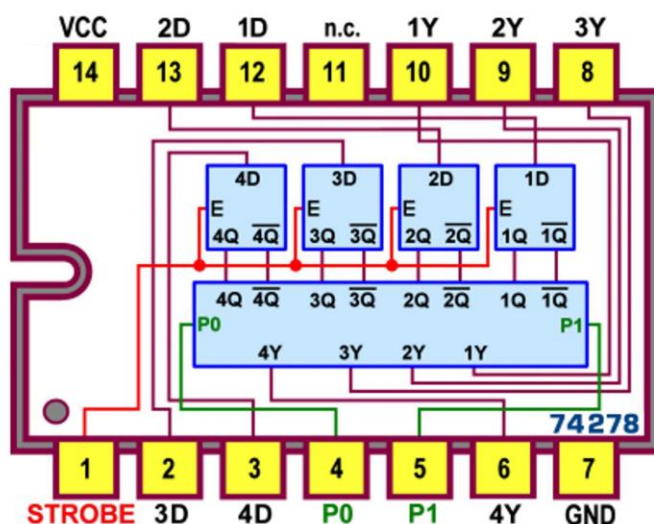 VCC 2D 1D n.c. 1Y 2Y 3Y
14 13 12 11 10 9 8
4D 3D 2D 1D
E E E E
4Q 4Q 3Q 3Q 2Q 2Q 1Q 1Q
4Q 4Q 3Q 3Q 2Q 2Q 1Q 1Q
P0 P1
4Y 3Y 2Y 1Y
74278
1 2 3 4 5 6 7
STROBE 3D 4D P0 P1 4Y GND